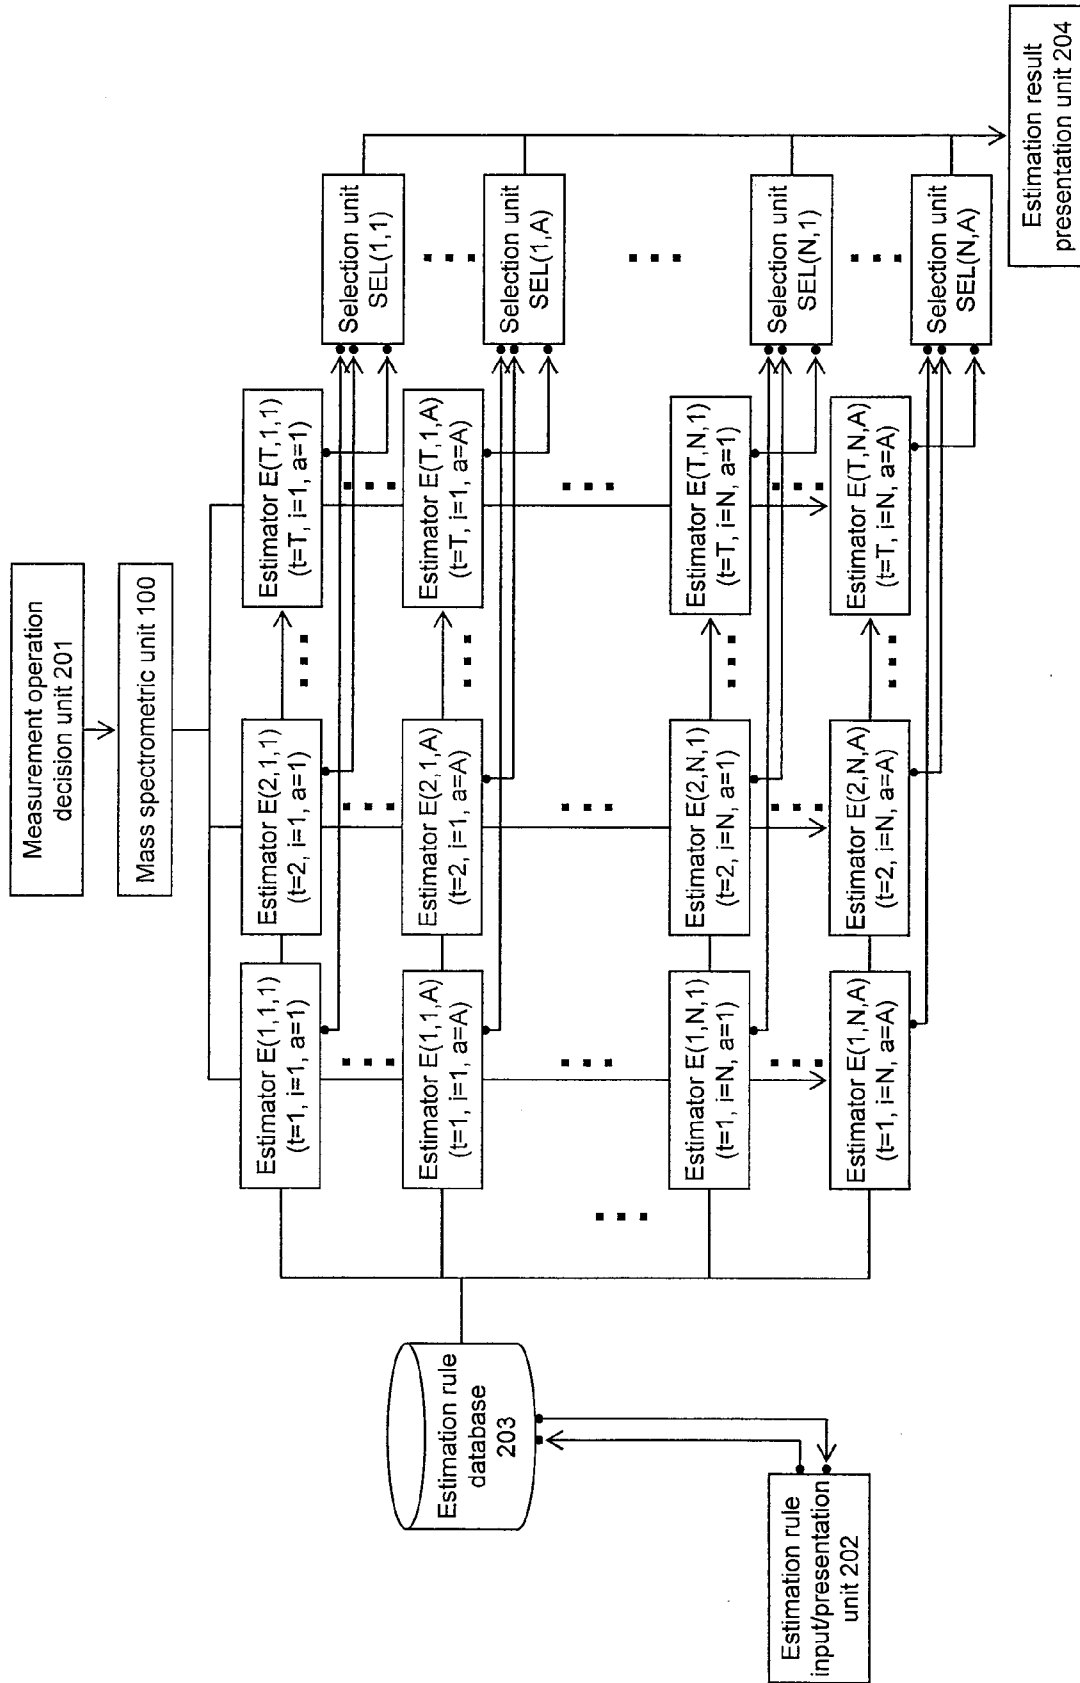 Measurement operation
decision unit 201
Mass spectrometric unit 100
Estimator E(1,1,1)
(t=1, i=1, a=1)
Estimator E(2,1,1)
(t=2, i=1, a=1)
Estimator E(T,1,1)
(t=T, i=1, a=1)
Selection unit
SEL(1,1)
Estimator E(1,1,A)
(t=1, i=1, a=A)
Estimator E(2,1,A)
(t=2, i=1, a=A)
Estimator E(T,1,A)
(t=T, i=1, a=A)
Selection unit
SEL(1,A)
Estimation rule
database
203
Estimator E(1,N,1)
(t=1, i=N, a=1)
Estimator E(2,N,1)
(t=2, i=N, a=1)
Estimator E(T,N,1)
(t=T, i=N, a=1)
Selection unit
SEL(N,1)
Estimation rule
input/presentation
unit 202
Estimator E(1,N,A)
(t=1, i=N, a=A)
Estimator E(2,N,A)
(t=2, i=N, a=A)
Estimator E(T,N,A)
(t=T, i=N, a=A)
Selection unit
SEL(N,A)
Estimation result
presentation unit 204